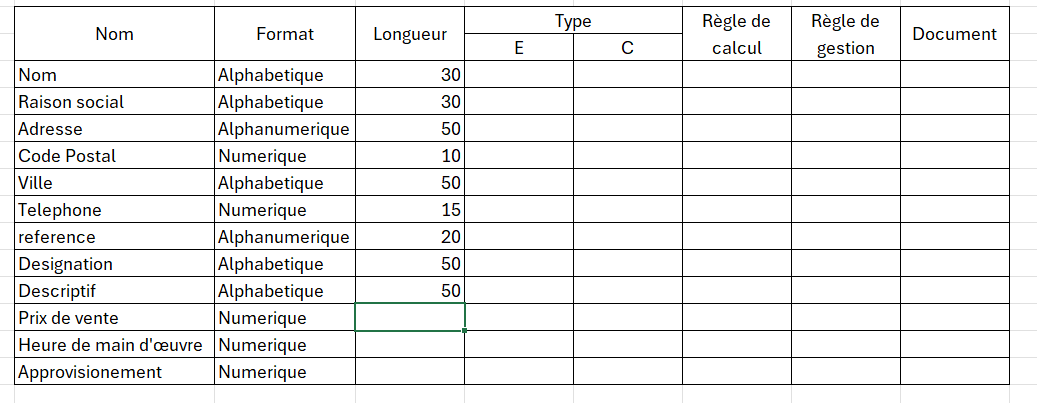 Nom Format Longueur Type Règle de calcul Règle de gestion Document
E C
Nom Alphabetique 30
Raison social Alphabetique 30
Adresse Alphanumerique 50
Code Postal Numerique 10
Ville Alphabetique 50
Telephone Numerique 15
reference Alphanumerique 20
Designation Alphabetique 50
Descriptif Alphabetique 50
Prix de vente Numerique
Heure de main d'œuvre Numerique
Approvisionement Numerique